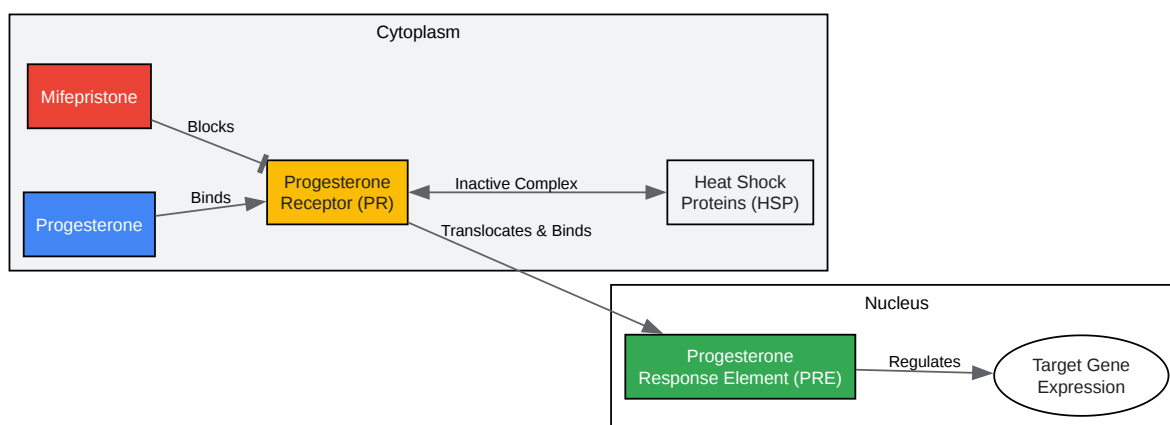 Cytoplasm
Mifepristone
Blocks
Progesterone
Receptor (PR)
Inactive Complex
Heat Shock
Proteins (HSP)
Binds
Progesterone
Translocates & Binds
Nucleus
Progesterone
Response Element (PRE)
Regulates
Target Gene
Expression